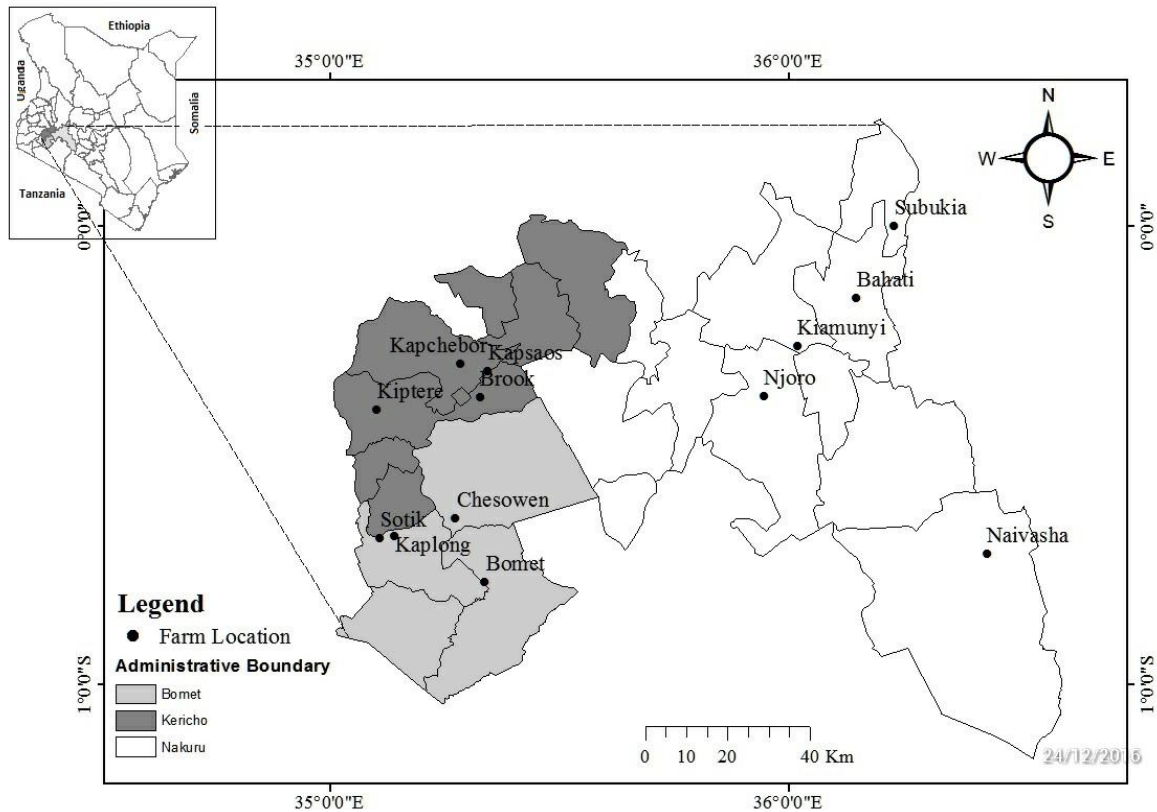 Ethiopia
Uganda
Somalia
Tanzania
35°0'0"E
36°0'0"E
N
W
E
S
0°0'0"
0°0'0"
Subukia
Bahati
Kiamunyi
Kapchebor
Kapsaos
Njoro
Brook
Kiptere
Chesowen
Sotik
Kaplong
Naivasha
Bomet
Legend
Farm Location
Administrative Boundary
Bomet
Kericho
Nakuru
1°0'0"S
1°0'0"S
0 10 20 40 Km
24/12/2016
35°0'0"E
36°0'0"E